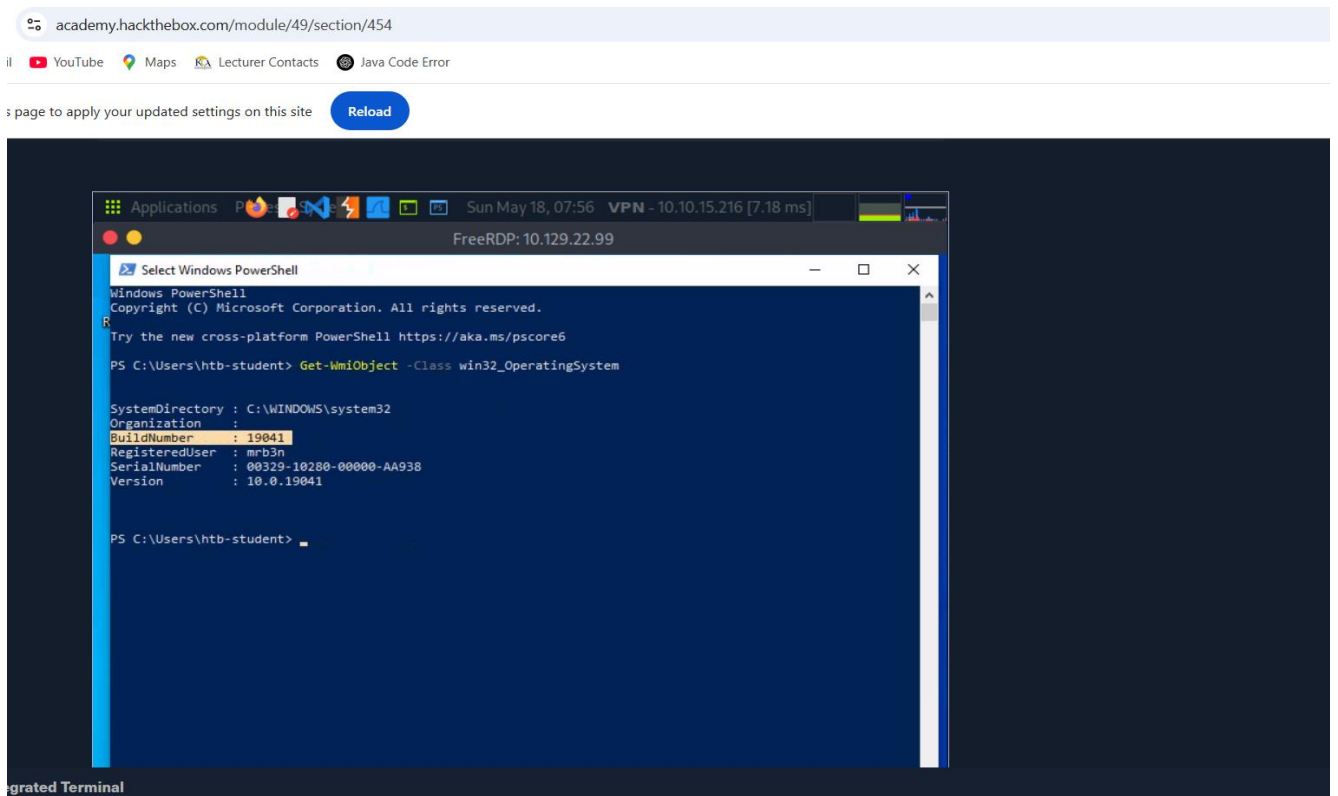 academy.hackthebox.com/module/49/section/454
YouTube Maps Lecturer Contacts Java Code Error
page to apply your updated settings on this site Reload
Applications Sun May 18, 07:56 VPN - 10.10.15.216 [7.18 ms]
FreeRDP: 10.129.22.99
Select Windows PowerShell
Windows PowerShell
Copyright (C) Microsoft Corporation. All rights reserved.
R
Try the new cross-platform PowerShell https://aka.ms/pscore6
PS C:\Users\htb-student> Get-WmiObject -Class win32_OperatingSystem
SystemDirectory : C:\WINDOWS\system32
Organization :
BuildNumber : 19041
RegisteredUser : mrb3n
SerialNumber : 00329-10280-00000-AA938
Version : 10.0.19041
PS C:\Users\htb-student>
egrated Terminal